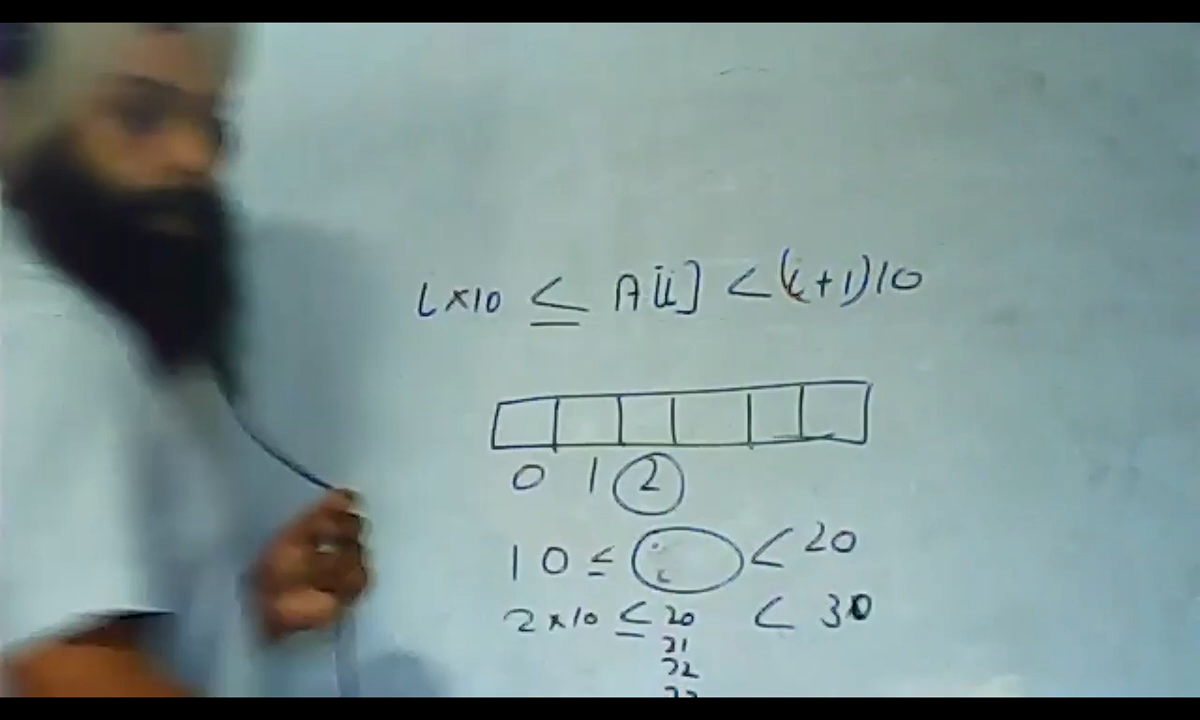 i×10 ≤ A[i] < (i+1)10
0 1 2
10 ≤ < 20
2×10 ≤ 20 < 30
21
22